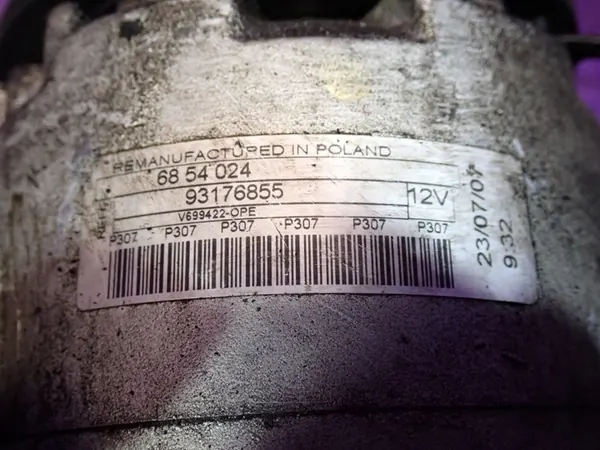 REMANUFACTURED IN POLAND
68 54 024
93176855
12V
V699422-OPE
P307 P307 P307 P307 P307 P307
9.32